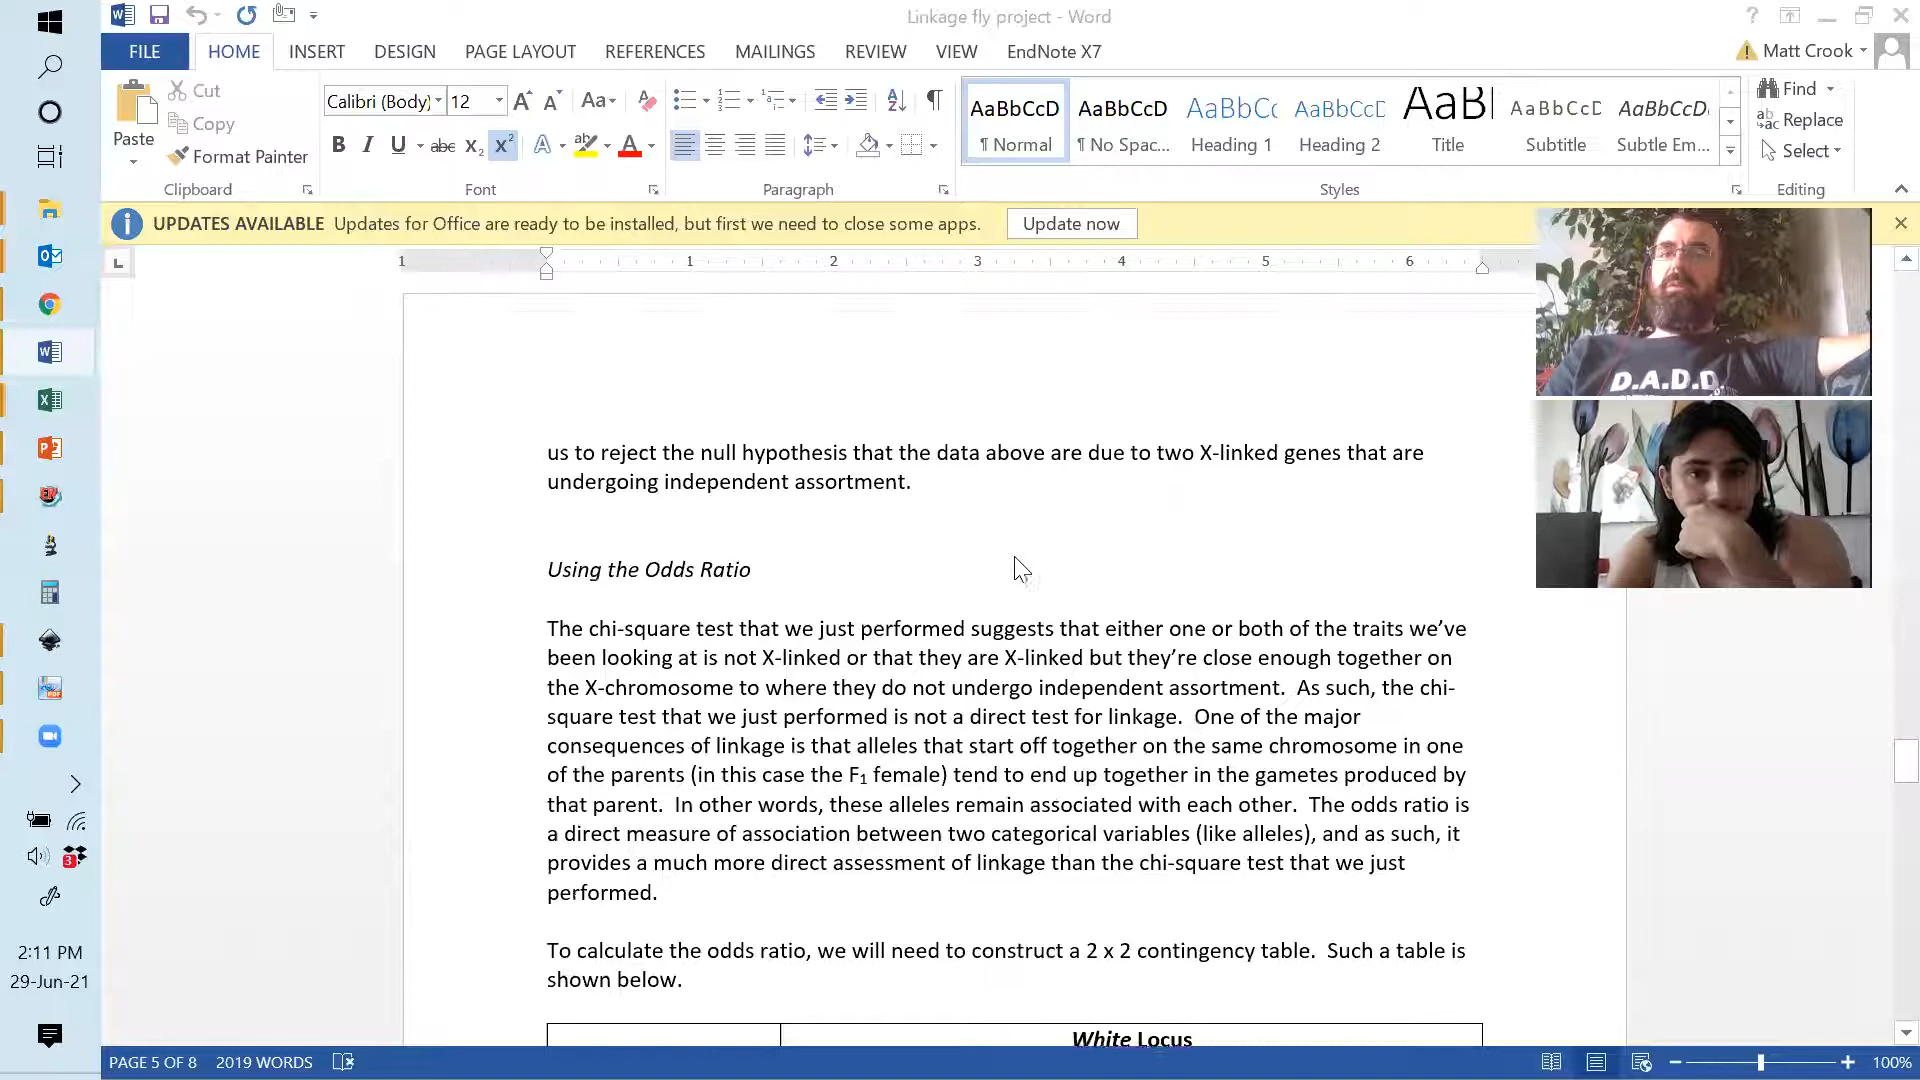 Linkage fly project - Word
?
FILE
HOME
INSERT
DESIGN
PAGE LAYOUT
REFERENCES
MAILINGS
REVIEW
VIEW
EndNote X7
Matt Crook
Paste
Cut
Copy
Format Painter
Clipboard
Calibri (Body)
12
Font
Paragraph
AaBbCcD
AaBbCcD
AaBbCc
AaBbCcD
AaBl
AaBbCcD
AaBbCcD
¶ Normal
¶ No Spac...
Heading 1
Heading 2
Title
Subtitle
Subtle Em...
Styles
Find
Replace
Select
Editing
UPDATES AVAILABLE Updates for Office are ready to be installed, but first we need to close some apps.
Update now
1 1 2 3 4 5 6
D.A.D.D.
us to reject the null hypothesis that the data above are due to two X-linked genes that are
undergoing independent assortment.
Using the Odds Ratio
The chi-square test that we just performed suggests that either one or both of the traits we’ve
been looking at is not X-linked or that they are X-linked but they’re close enough together on
the X-chromosome to where they do not undergo independent assortment. As such, the chi-
square test that we just performed is not a direct test for linkage. One of the major
consequences of linkage is that alleles that start off together on the same chromosome in one
of the parents (in this case the F₁ female) tend to end up together in the gametes produced by
that parent. In other words, these alleles remain associated with each other. The odds ratio is
a direct measure of association between two categorical variables (like alleles), and as such, it
provides a much more direct assessment of linkage than the chi-square test that we just
performed.
To calculate the odds ratio, we will need to construct a 2 x 2 contingency table. Such a table is
shown below.
White Locus
3
2:11 PM
29-Jun-21
PAGE 5 OF 8
2019 WORDS
100%